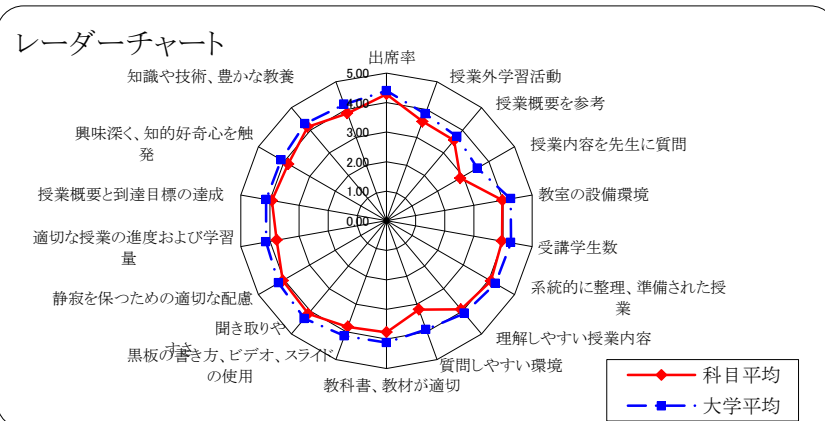 レーダーチャート
出席率
授業外学習活動
授業概要を参考
授業内容を先生に質問
教室の設備環境
受講学生数
系統的に整理、準備された授
業
理解しやすい授業内容
質問しやすい環境
教科書、教材が適切
黒板の書き方、ビデオ、スライド
の使用
聞き取りや
すさ
静寂を保つための適切な配慮
適切な授業の進度および学習
量
授業概要と到達目標の達成
興味深く、知的好奇心を触
発
知識や技術、豊かな教養
5.00
4.00
3.00
2.00
1.00
0.00
科目平均
大学平均